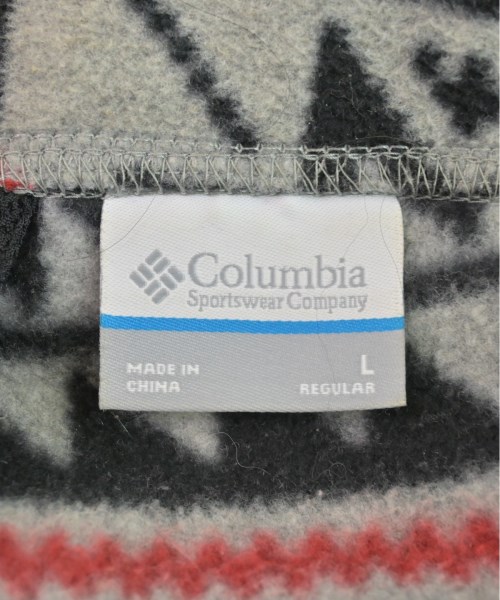 Columbia
Sportswear Company
MADE IN
CHINA
L
REGULAR